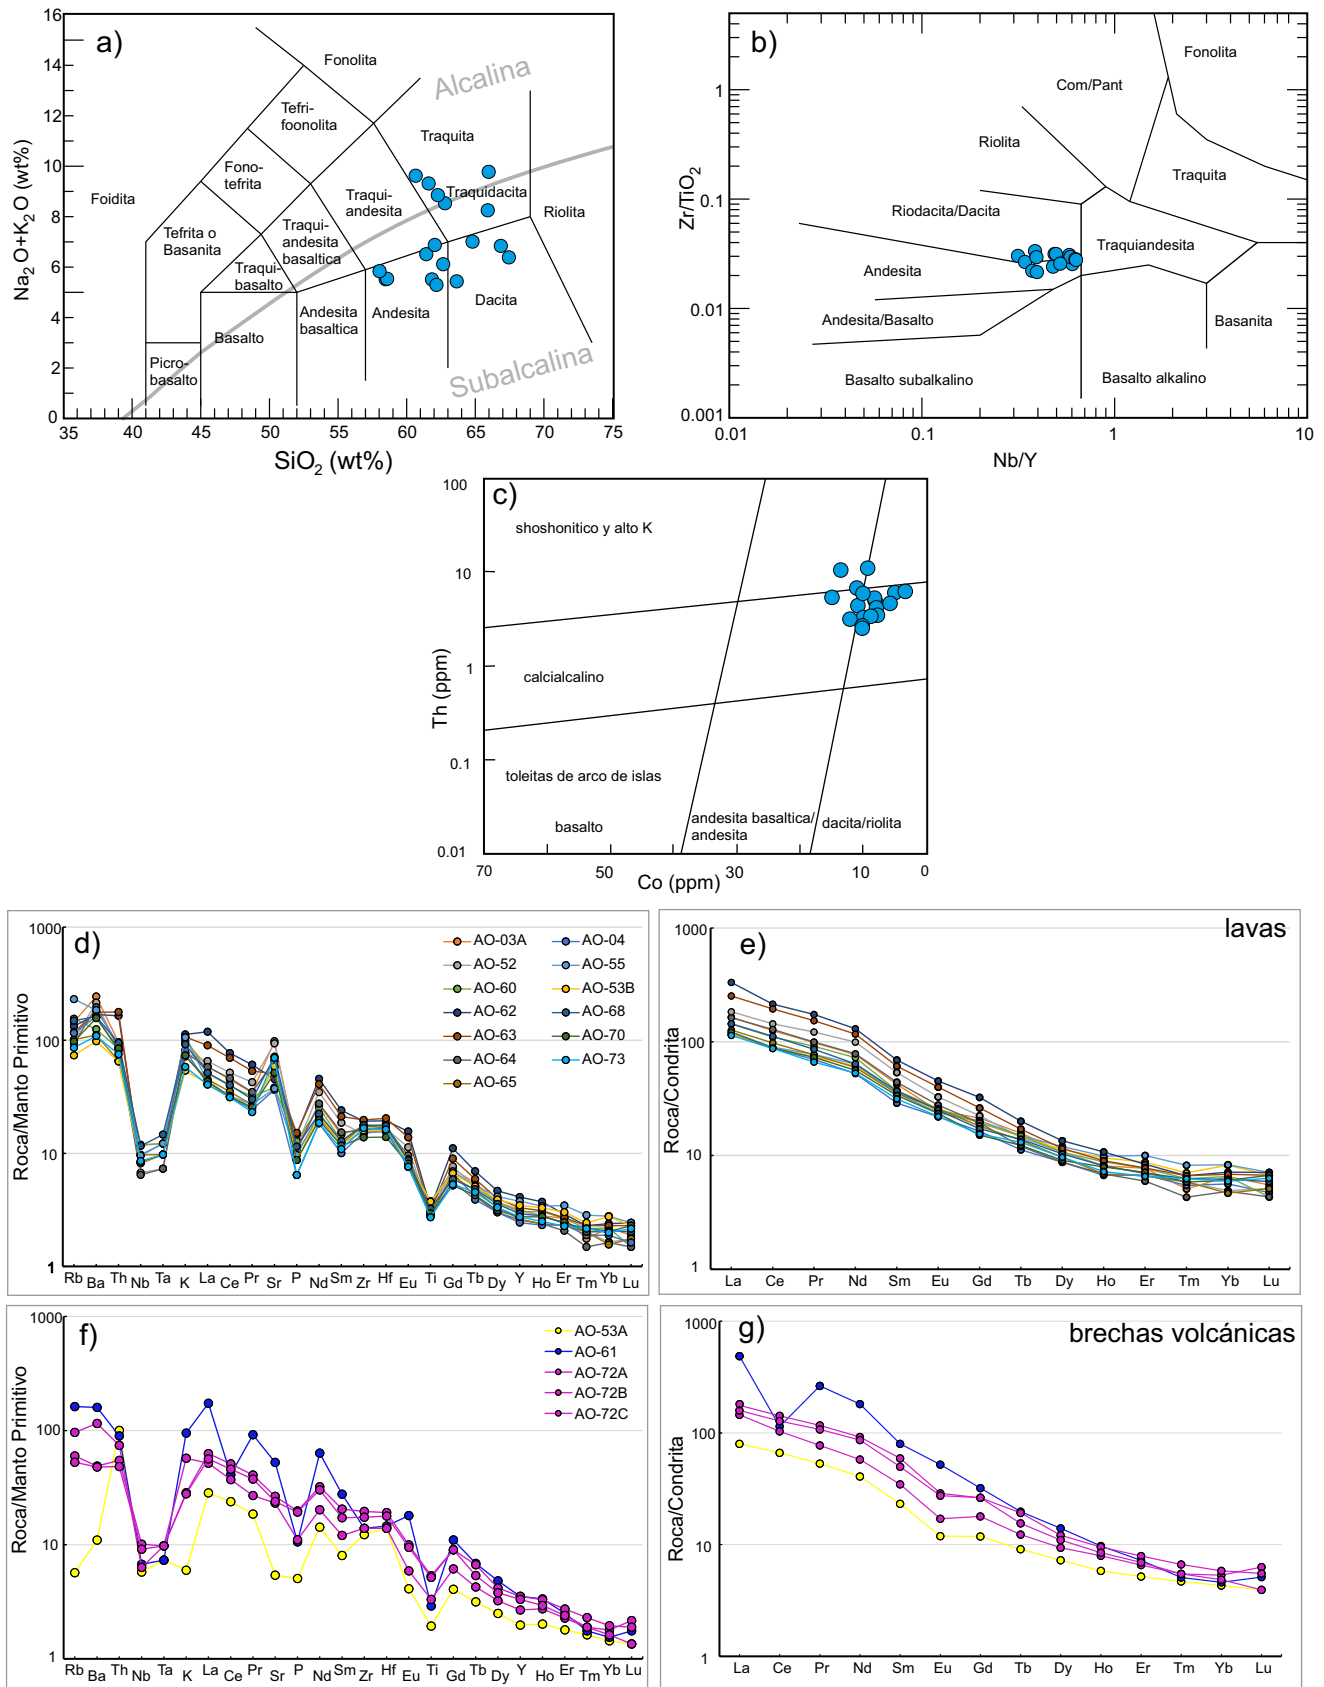 a)
16
14
12
10
8
6
4
2
0
Na2O+K2O (wt%)
Fonolita
Alcalina
Tefri-
foonolita
Traquita
Fono-
tefrita
Foidita
Traqui-
andesita
Traquidacita
Riolita
Tefrita o
Basanita
Traqui-
andesita
basaltica
Traqui-
basalto
Andesita
basaltica
Andesita
Dacita
Basalto
Picro-
basalto
Subalcalina
35 40 45 50 55 60 65 70 75
SiO2 (wt%)
b)
1
0.1
0.01
0.001
Zr/TiO2
Fonolita
Com/Pant
Riolita
Traquita
Riodacita/Dacita
Traquiandesita
Andesita
Andesita/Basalto
Basanita
Basalto subalkalino
Basalto alkalino
0.01 0.1 1 10
Nb/Y
c)
100
10
1
0.1
0.01
Th (ppm)
shoshonitico y alto K
calcialcalino
toleitas de arco de islas
basalto
andesita basaltica/
andesita
dacita/riolita
70 50 30 10 0
Co (ppm)
d)
1000
100
10
1
Roca/Manto Primitivo
AO-03A AO-04
AO-52 AO-55
AO-60 AO-53B
AO-62 AO-68
AO-63 AO-70
AO-64 AO-73
AO-65
Rb Ba Th Nb Ta K La Ce Pr Sr P Nd Sm Zr Hf Eu Ti Gd Tb Dy Y Ho Er Tm Yb Lu
e)
lavas
1000
100
10
1
Roca/Condrita
La Ce Pr Nd Sm Eu Gd Tb Dy Ho Er Tm Yb Lu
f)
1000
100
10
1
Roca/Manto Primitivo
AO-53A
AO-61
AO-72A
AO-72B
AO-72C
Rb Ba Th Nb Ta K La Ce Pr Sr P Nd Sm Zr Hf Eu Ti Gd Tb Dy Y Ho Er Tm Yb Lu
g)
brechas volcánicas
1000
100
10
1
Roca/Condrita
La Ce Pr Nd Sm Eu Gd Tb Dy Ho Er Tm Yb Lu